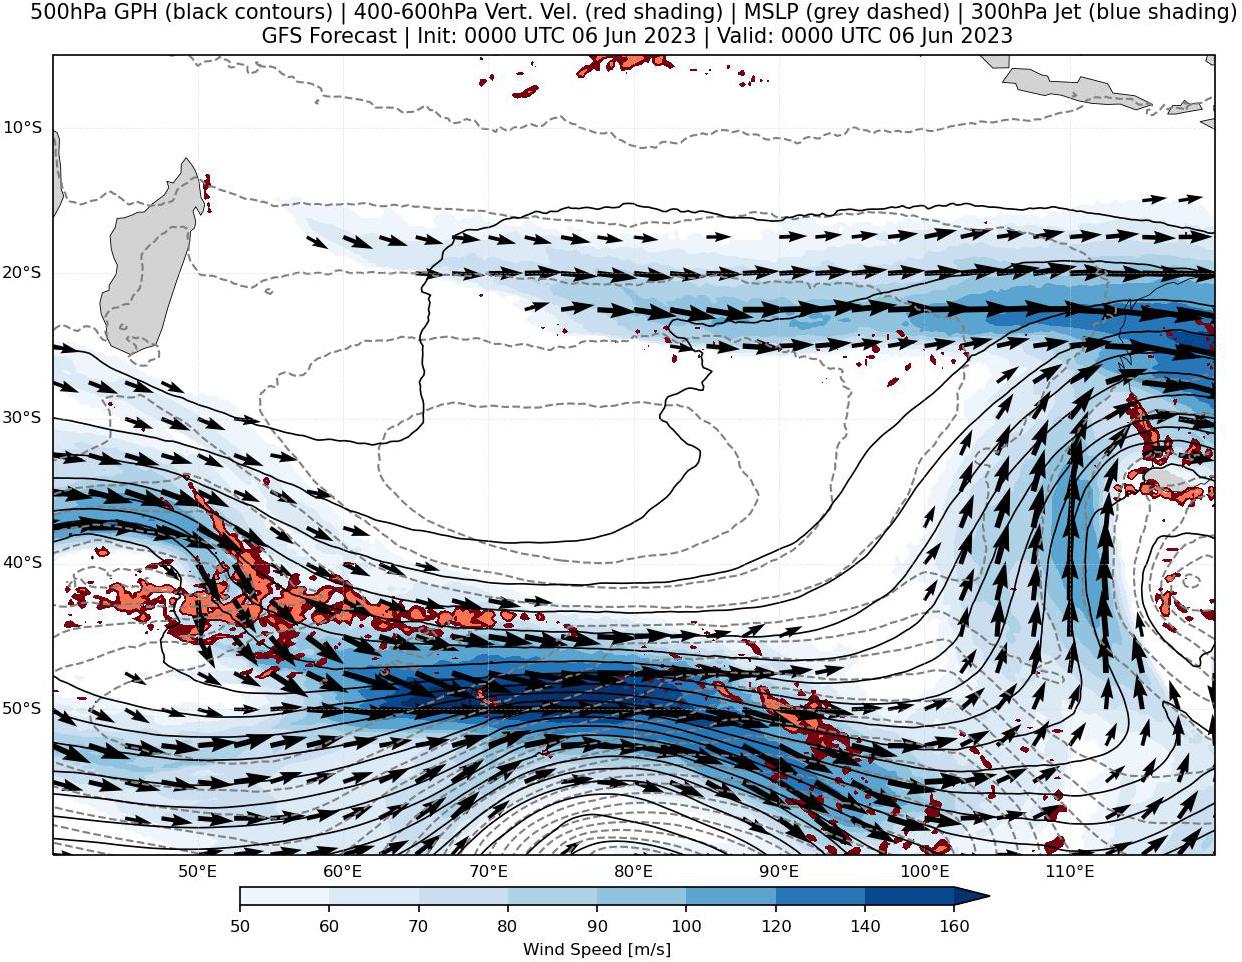 500hPa GPH (black contours) | 400-600hPa Vert. Vel. (red shading) | MSLP (grey dashed) | 300hPa Jet (blue shading)
GFS Forecast | Init: 0000 UTC 06 Jun 2023 | Valid: 0000 UTC 06 Jun 2023
10°S
20°S
30°S
40°S
50°S
50°E 60°E 70°E 80°E 90°E 100°E 110°E
50 60 70 80 90 100 120 140 160
Wind Speed [m/s]